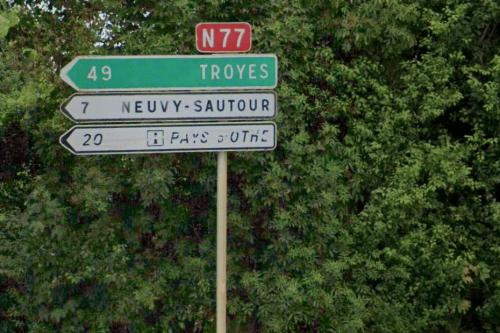 N77
49 TROYES
7 NEUVY-SAUTOUR
20 i PAYS D'OTHE